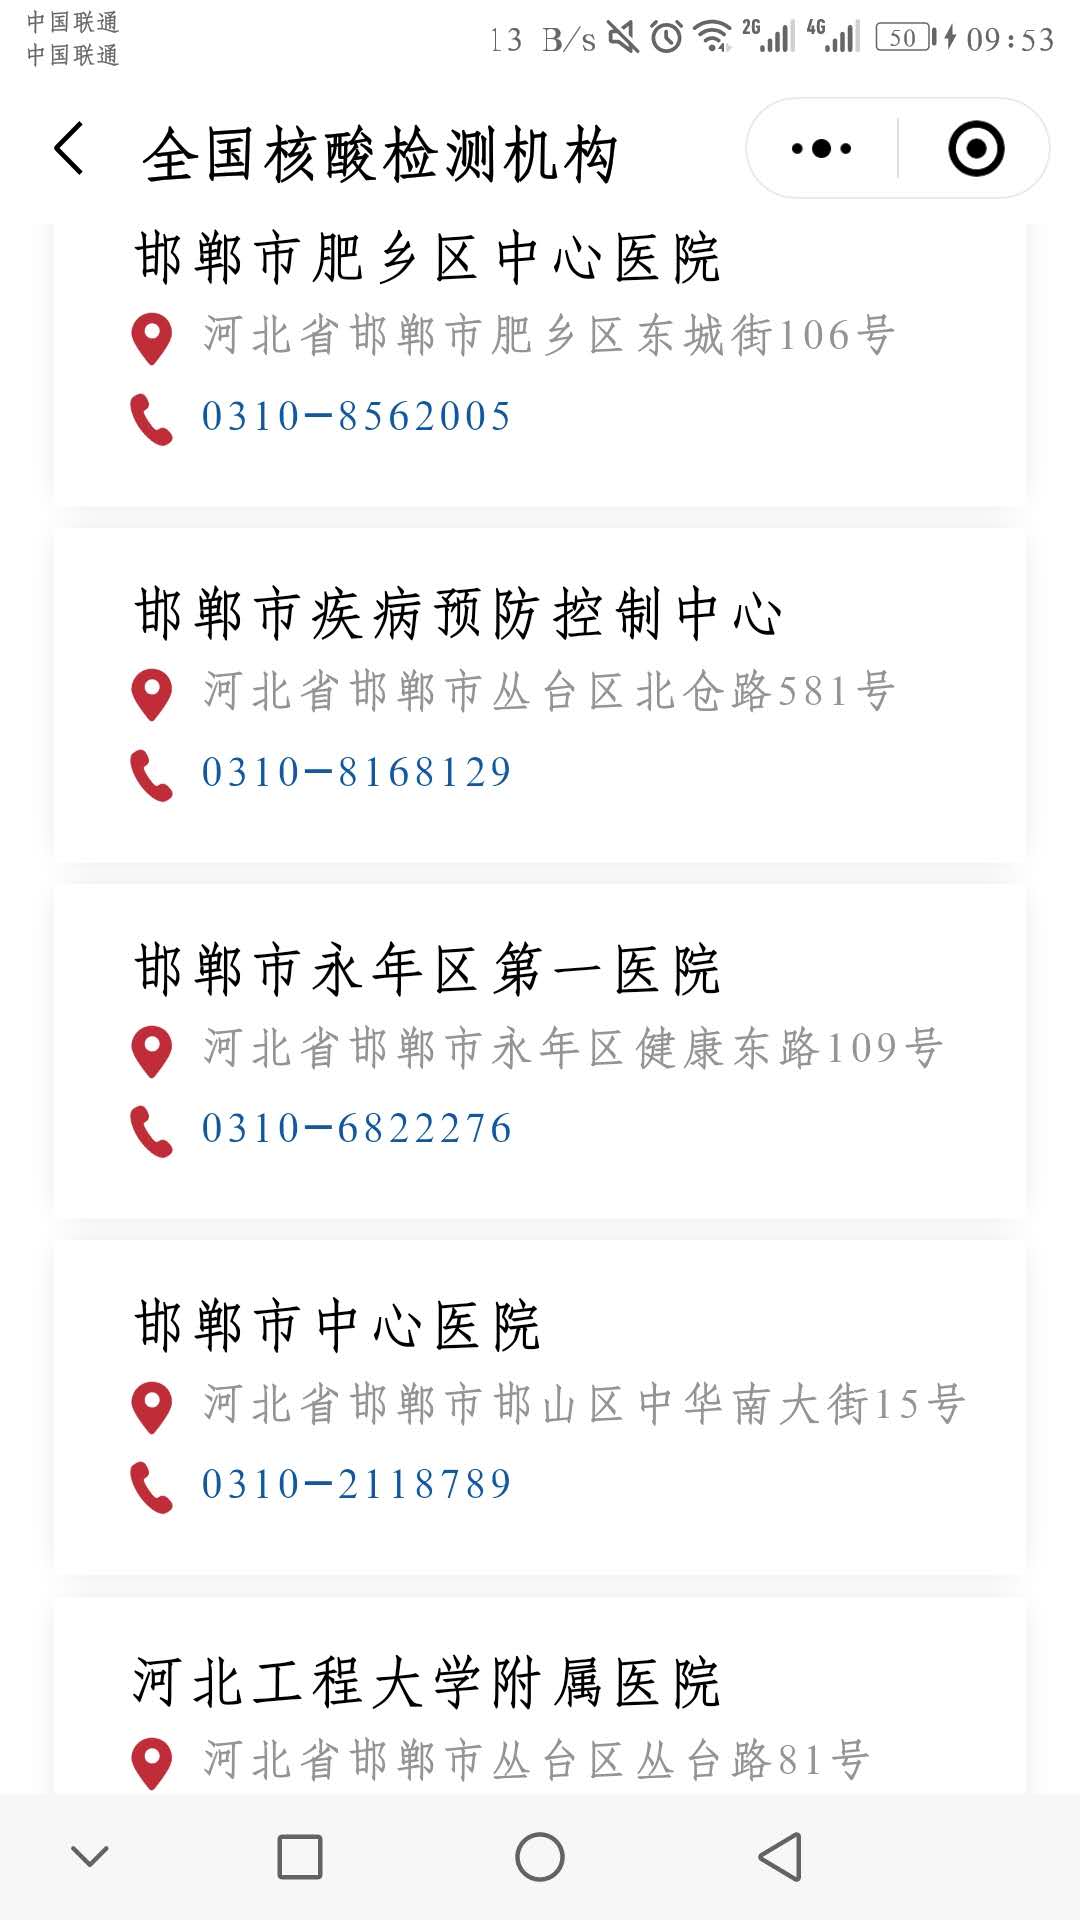 中国联通
中国联通
13 B/s 2G 4G 50 09:53
全国核酸检测机构
邯郸市肥乡区中心医院
河北省邯郸市肥乡区东城街106号
0310-8562005
邯郸市疾病预防控制中心
河北省邯郸市丛台区北仓路581号
0310-8168129
邯郸市永年区第一医院
河北省邯郸市永年区健康东路109号
0310-6822276
邯郸市中心医院
河北省邯郸市邯山区中华南大街15号
0310-2118789
河北工程大学附属医院
河北省邯郸市丛台区丛台路81号